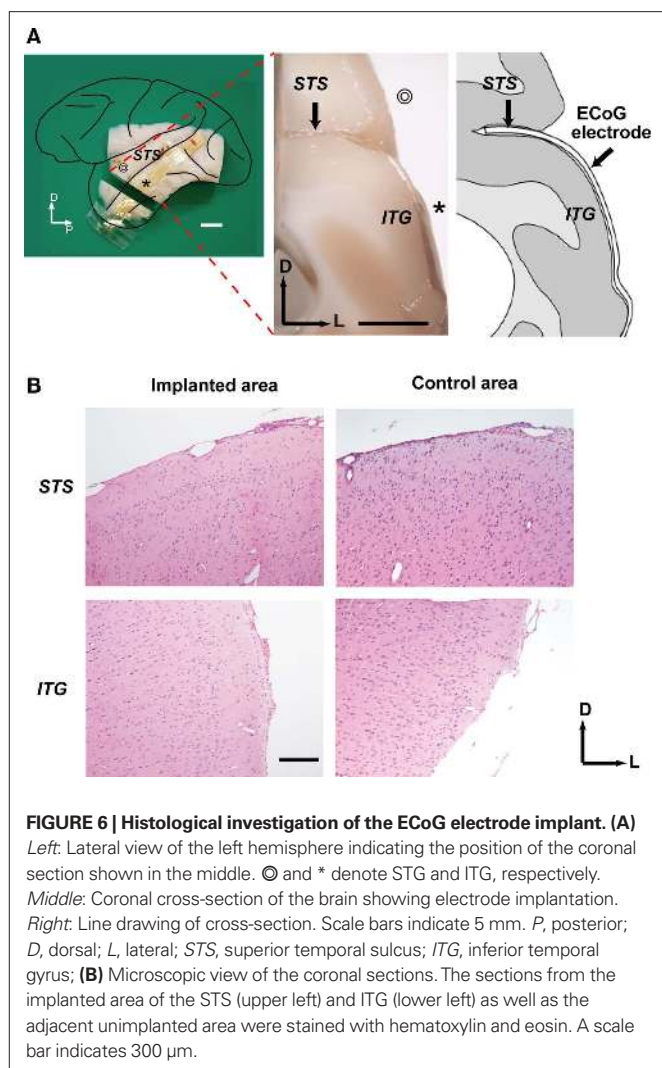 A
STS
STS
STS
ECoG
electrode
◎
◎
*
*
ITG
ITG
D
P
D
L
B
Implanted area
Control area
STS
ITG
D
L
FIGURE 6 | Histological investigation of the ECoG electrode implant. (A)
Left: Lateral view of the left hemisphere indicating the position of the coronal
section shown in the middle. ◎ and * denote STG and ITG, respectively.
Middle: Coronal cross-section of the brain showing electrode implantation.
Right: Line drawing of cross-section. Scale bars indicate 5 mm. P, posterior;
D, dorsal; L, lateral; STS, superior temporal sulcus; ITG, inferior temporal
gyrus; (B) Microscopic view of the coronal sections. The sections from the
implanted area of the STS (upper left) and ITG (lower left) as well as the
adjacent unimplanted area were stained with hematoxylin and eosin. A scale
bar indicates 300 µm.